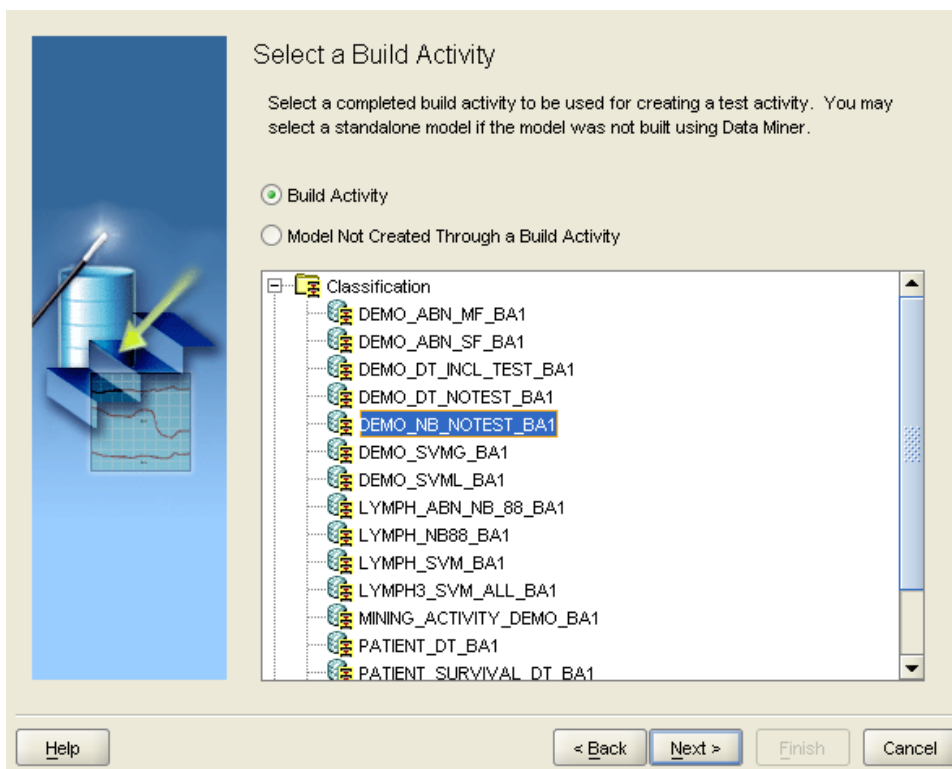 Select a Build Activity
Select a completed build activity to be used for creating a test activity. You may
select a standalone model if the model was not built using Data Miner.
Build Activity
Model Not Created Through a Build Activity
Classification
DEMO_ABN_MF_BA1
DEMO_ABN_SF_BA1
DEMO_DT_INCL_TEST_BA1
DEMO_DT_NOTEST_BA1
DEMO_NB_NOTEST_BA1
DEMO_SVMG_BA1
DEMO_SVML_BA1
LYMPH_ABN_NB_88_BA1
LYMPH_NB88_BA1
LYMPH_SVM_BA1
LYMPH3_SVM_ALL_BA1
MINING_ACTIVITY_DEMO_BA1
PATIENT_DT_BA1
PATIENT_SURVIVAL_DT_BA1
Help
< Back
Next >
Finish
Cancel